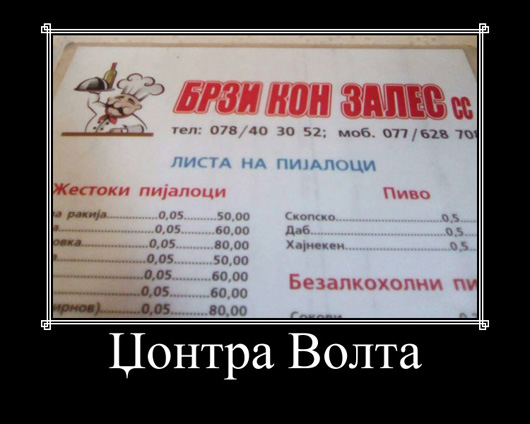 БРЗИ КОН ЗАЛЕС СС
тел: 078/40 30 52; моб. 077/628
ЛИСТА НА ПИЈАЛОЦИ
Жестоки пијалоци
ракија 0,05 50,00
0,05 60,00
0,05 80,00
0,05 50,00
0,05 60,00
0,05 60,00
0,05 80,00
Пиво
Скопско 0,5
Даб 0,5
Хајнекен 0,5
Безалкохолни
Сокови
Џонтра Волта